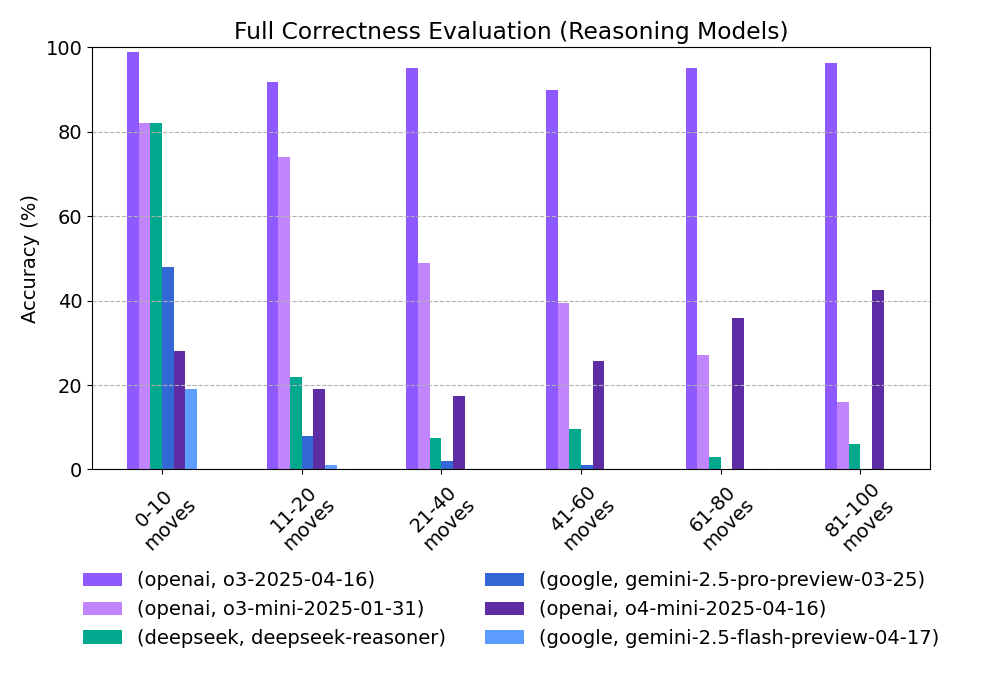 Full Correctness Evaluation (Reasoning Models)
Accuracy (%)
100
80
60
40
20
0
0-10
moves
11-20
moves
21-40
moves
41-60
moves
61-80
moves
81-100
moves
(openai, o3-2025-04-16)
(openai, o3-mini-2025-01-31)
(deepseek, deepseek-reasoner)
(google, gemini-2.5-pro-preview-03-25)
(openai, o4-mini-2025-04-16)
(google, gemini-2.5-flash-preview-04-17)